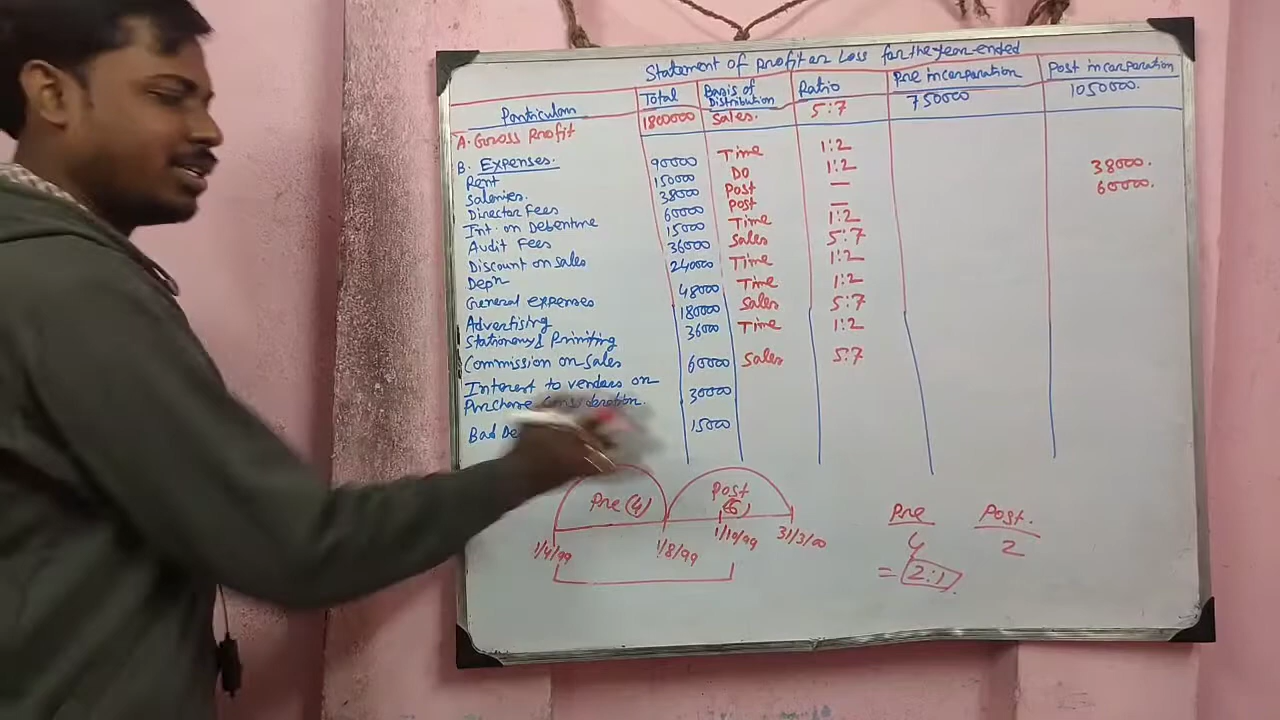 Statement of Profit or Loss for the year ended
Particulars Total Basis of Distribution Ratio Pre incorporation Post incorporation
A. Gross Profit 1800000 Sales. 5:7 750000 1050000.
B. Expenses.
Rent 90000 Time 1:2
Salaries. 150000 DO 1:2
Director Fees 38000 Post — 38000.
Int. on Debenture 60000 Post — 60000.
Audit Fees 15000 Time 1:2
Discount on sales 36000 Sales 5:7
Depn 240000 Time 1:2
General expenses 48000 Time 1:2
Advertising 180000 Sales 5:7
Stationery & Printing 36000 Time 1:2
Commission on sales 60000 Sales 5:7
Interest to vendors on
Purchase Consideration. 30000
Bad 15000
Pre (4) Post
1/4/99 1/8/99 1/10/99 31/3/00
Pre Post.
4 2
= 2:1